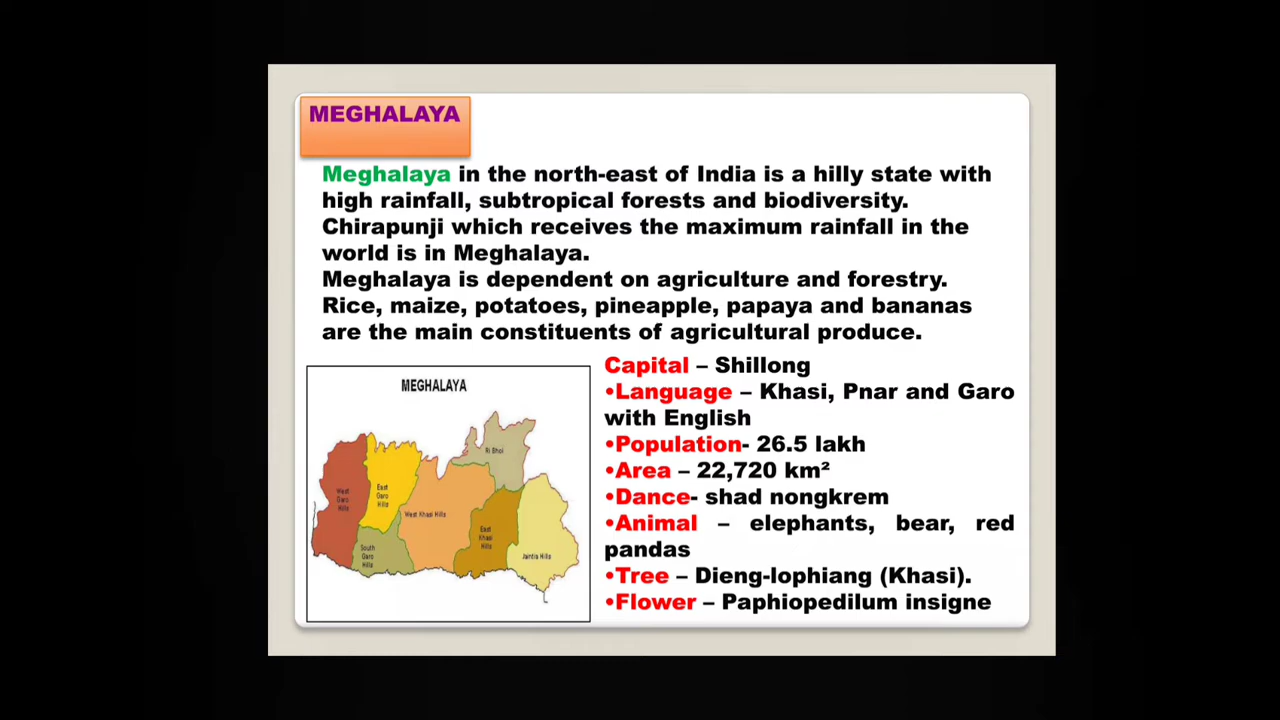 MEGHALAYA
Meghalaya in the north-east of India is a hilly state with
high rainfall, subtropical forests and biodiversity.
Chirapunji which receives the maximum rainfall in the
world is in Meghalaya.
Meghalaya is dependent on agriculture and forestry.
Rice, maize, potatoes, pineapple, papaya and bananas
are the main constituents of agricultural produce.
MEGHALAYA
West
Garo
Hills
East
Garo
Hills
South
Garo
Hills
West Khasi Hills
Ri Bhoi
East
Khasi
Hills
Jaintia Hills
Capital – Shillong
•Language – Khasi, Pnar and Garo
with English
•Population- 26.5 lakh
•Area – 22,720 km²
•Dance- shad nongkrem
•Animal – elephants, bear, red
pandas
•Tree – Dieng-lophiang (Khasi).
•Flower – Paphiopedilum insigne